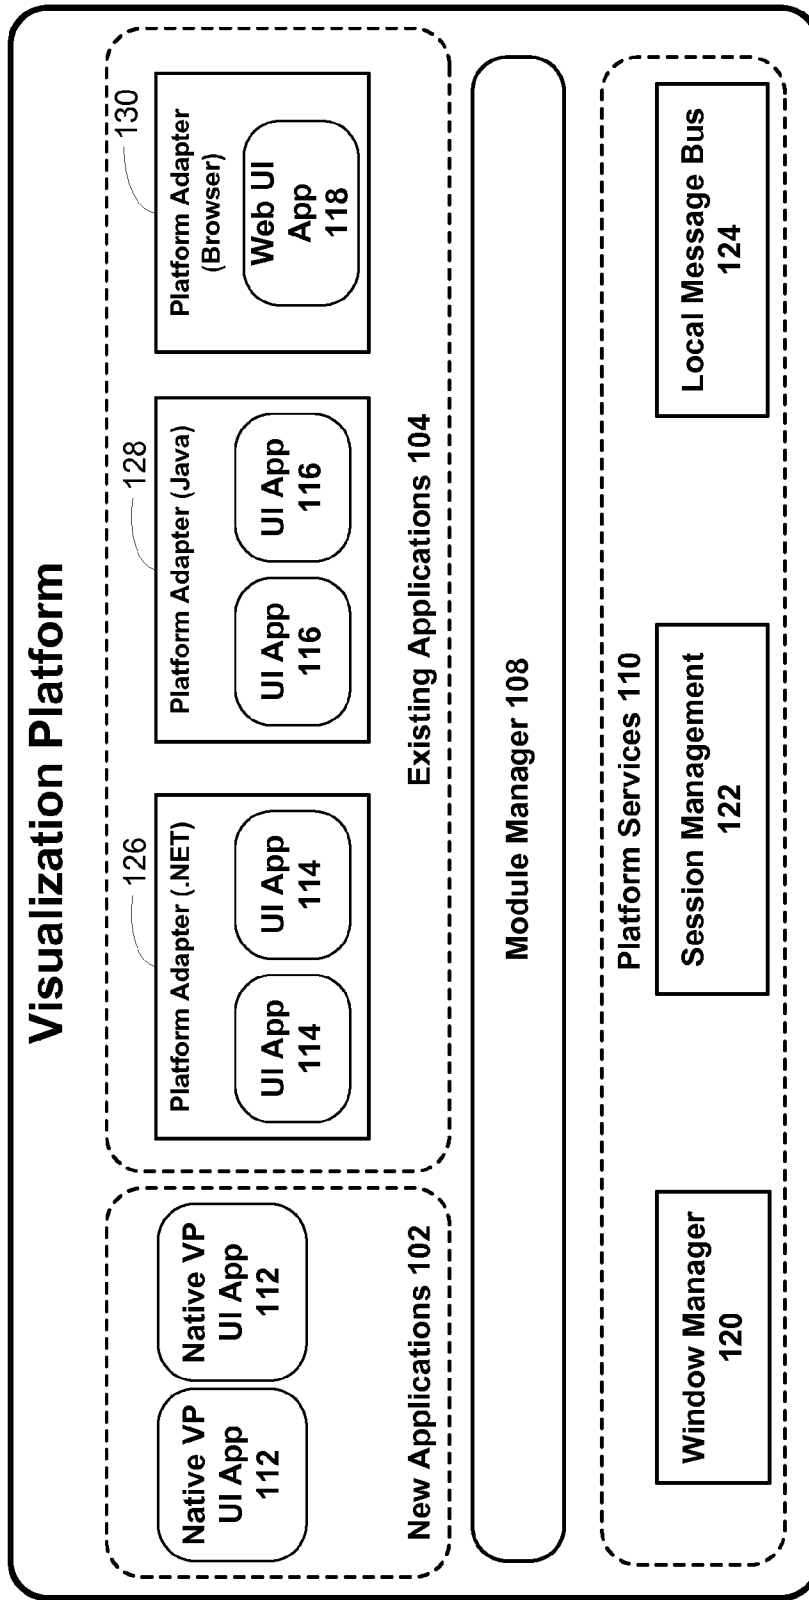 Visualization Platform
Native VP
UI App
112
Native VP
UI App
112
New Applications 102
126
Platform Adapter (.NET)
UI App
114
UI App
114
128
Platform Adapter (Java)
UI App
116
UI App
116
130
Platform Adapter
(Browser)
Web UI
App
118
Existing Applications 104
Module Manager 108
Platform Services 110
Window Manager
120
Session Management
122
Local Message Bus
124